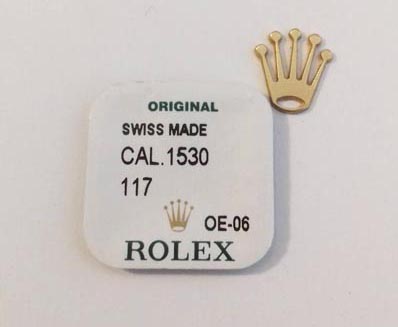 ORIGINAL
SWISS MADE
CAL.1530
117
OE-06
ROLEX